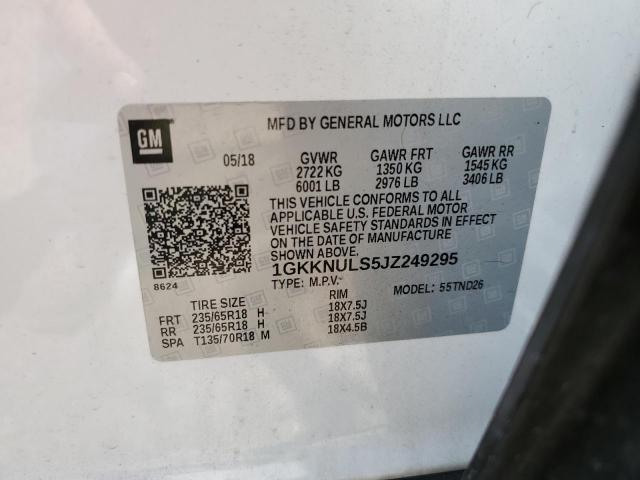 GM
MFD BY GENERAL MOTORS LLC
05/18 GVWR GAWR FRT GAWR RR
2722 KG 1350 KG 1545 KG
6001 LB 2976 LB 3406 LB
THIS VEHICLE CONFORMS TO ALL
APPLICABLE U.S. FEDERAL MOTOR
VEHICLE SAFETY STANDARDS IN EFFECT
ON THE DATE OF MANUFACTURE
SHOWN ABOVE.
8624 1GKKNULS5JZ249295
TYPE: M.P.V. MODEL: 55TND26
TIRE SIZE RIM
FRT 235/65R18 H 18X7.5J
RR 235/65R18 H 18X7.5J
SPA T135/70R18 M 18X4.5B